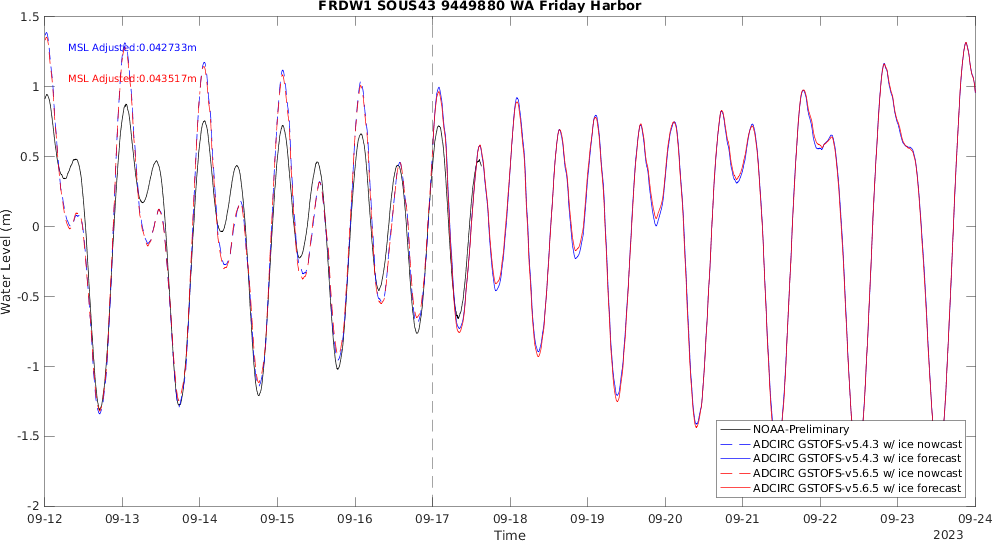 FRDW1 SOUS43 9449880 WA Friday Harbor
MSL Adjusted:0.042733m
MSL Adjusted:0.043517m
Water Level (m)
1.5
1
0.5
0
-0.5
-1
-1.5
-2
NOAA-Preliminary
ADCIRC GSTOFS-v5.4.3 w/ ice nowcast
ADCIRC GSTOFS-v5.4.3 w/ ice forecast
ADCIRC GSTOFS-v5.6.5 w/ ice nowcast
ADCIRC GSTOFS-v5.6.5 w/ ice forecast
09-12 09-13 09-14 09-15 09-16 09-17 09-18 09-19 09-20 09-21 09-22 09-23 09-24
Time
2023